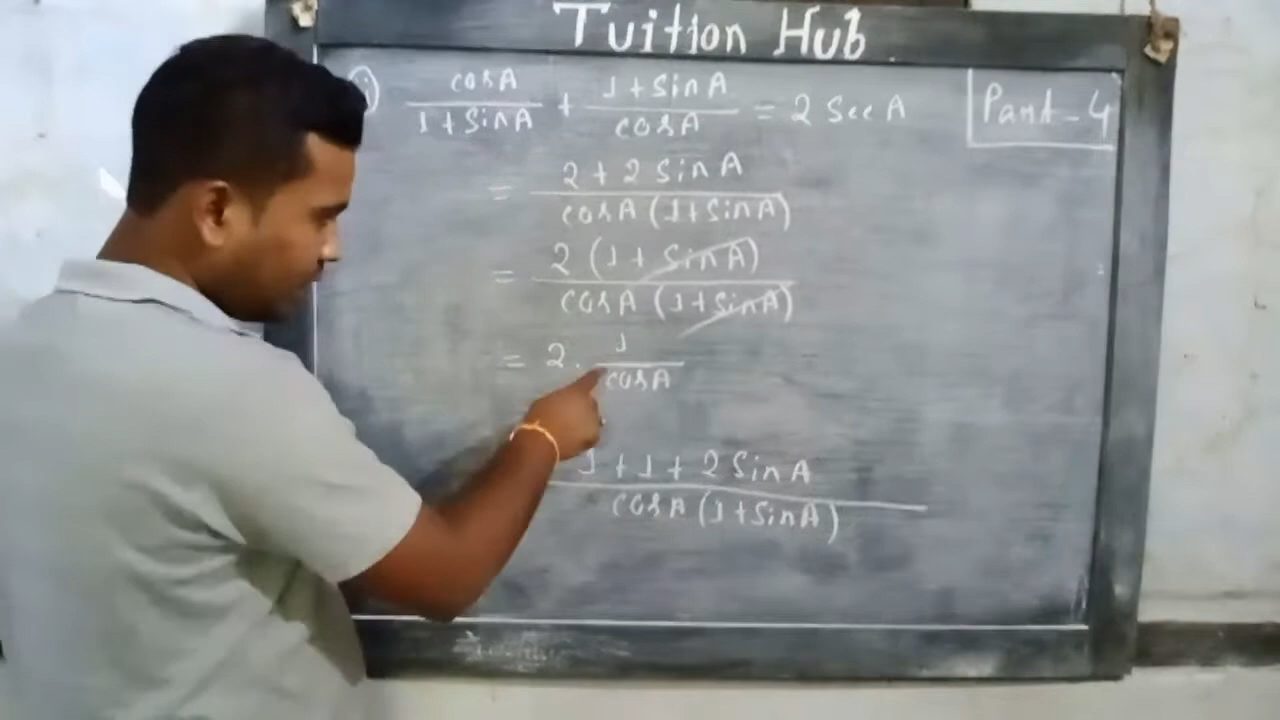 Tuition Hub
cosA/1+SinA + 1+SinA/cosA = 2 Sec A
Part-4
= 2+2 SinA/cosA(1+SinA)
= 2(1+SinA)/cosA(1+SinA)
= 2. 1/cosA
1+1+2 SinA/cosA(1+SinA)